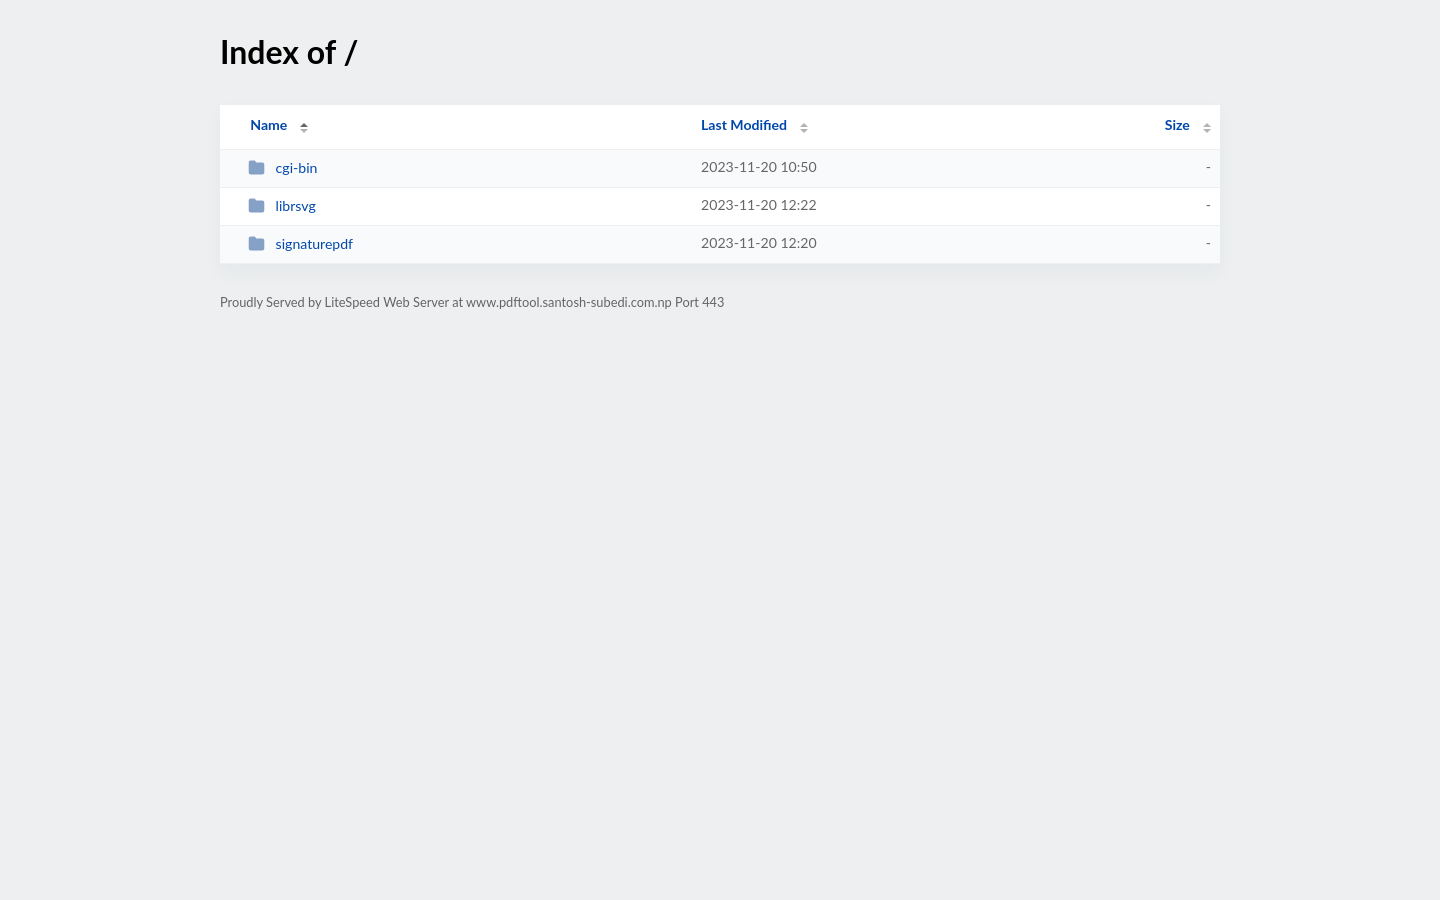 Index of /
Name Last Modified Size
cgi-bin 2023-11-20 10:50 -
librsvg 2023-11-20 12:22 -
signaturepdf 2023-11-20 12:20 -
Proudly Served by LiteSpeed Web Server at www.pdftool.santosh-subedi.com.np Port 443